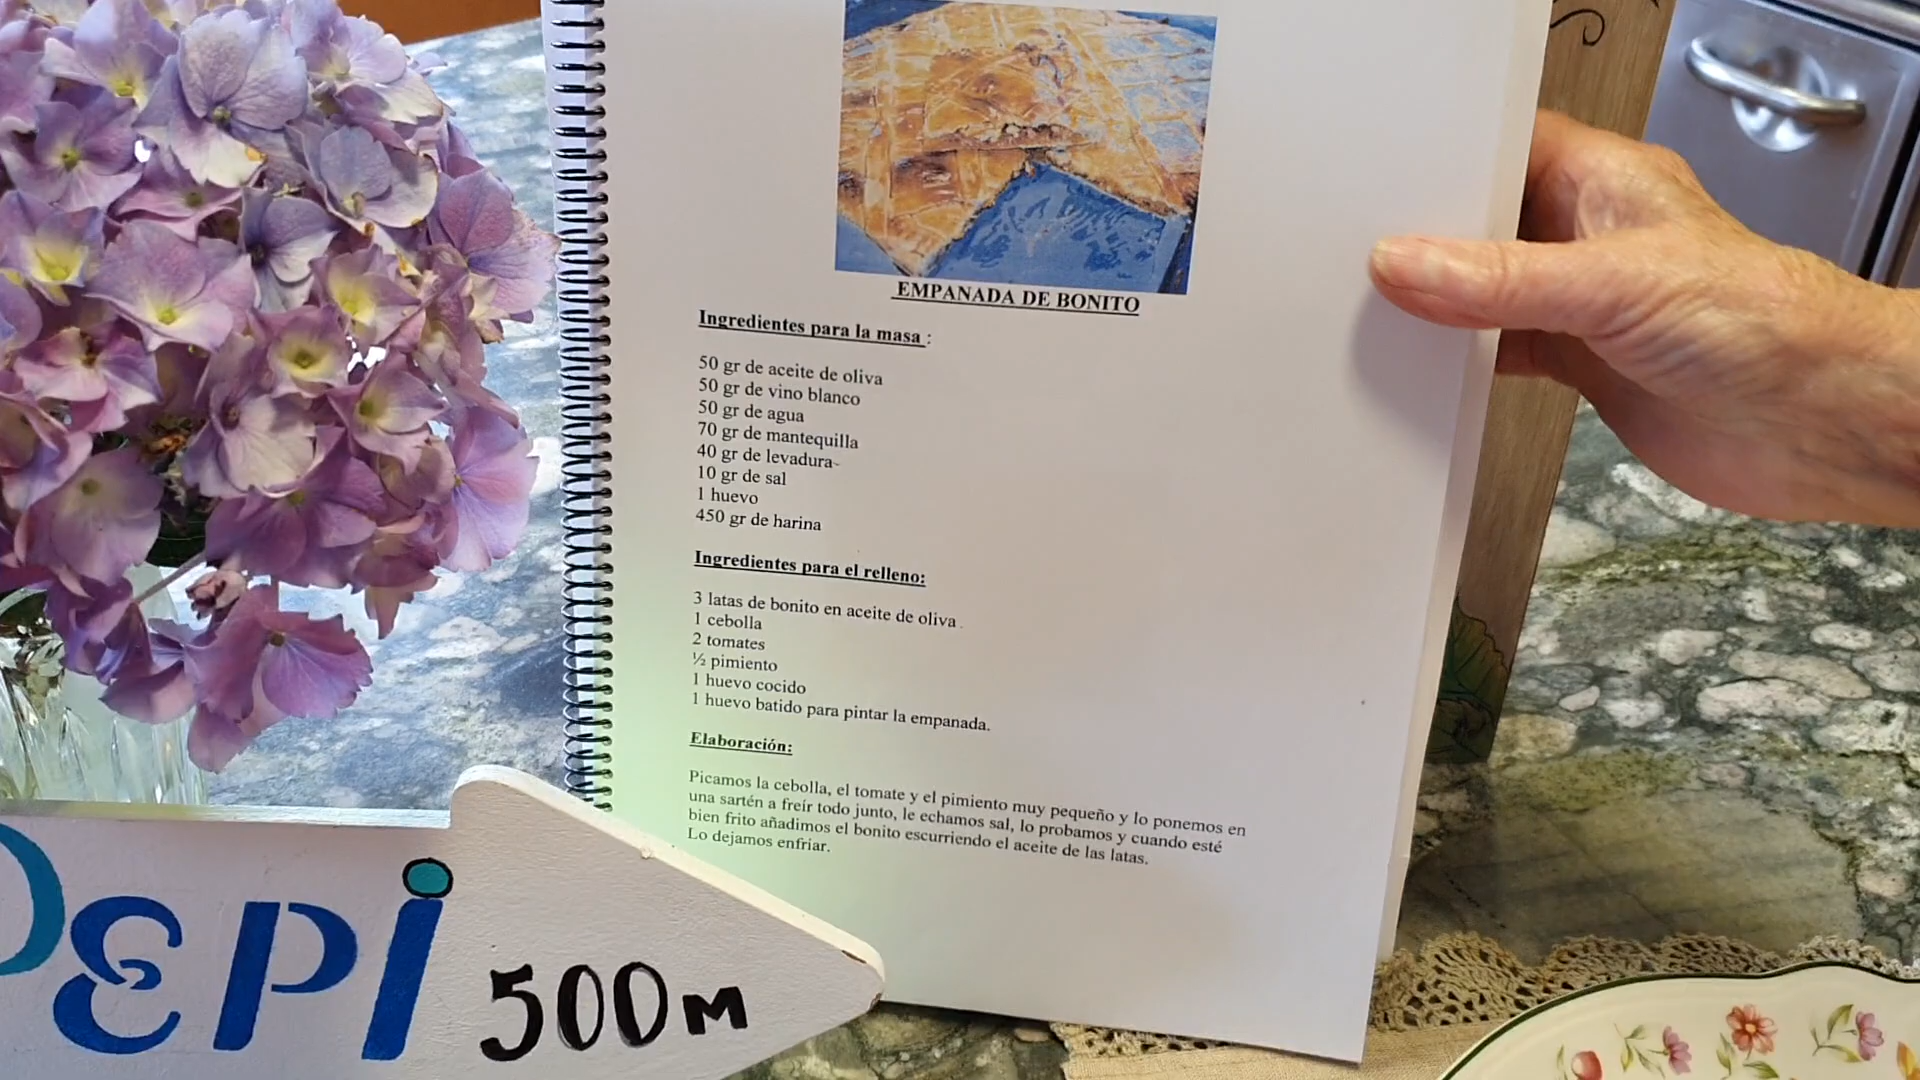 EMPANADA DE BONITO
Ingredientes para la masa :
50 gr de aceite de oliva
50 gr de vino blanco
50 gr de agua
70 gr de mantequilla
40 gr de levadura
10 gr de sal
1 huevo
450 gr de harina
Ingredientes para el relleno:
3 latas de bonito en aceite de oliva
1 cebolla
2 tomates
½ pimiento
1 huevo cocido
1 huevo batido para pintar la empanada.
Elaboración:
Picamos la cebolla, el tomate y el pimiento muy pequeño y lo ponemos en
una sartén a freír todo junto, le echamos sal, lo probamos y cuando esté
bien frito añadimos el bonito escurriendo el aceite de las latas.
Lo dejamos enfriar.
Pepi 500M